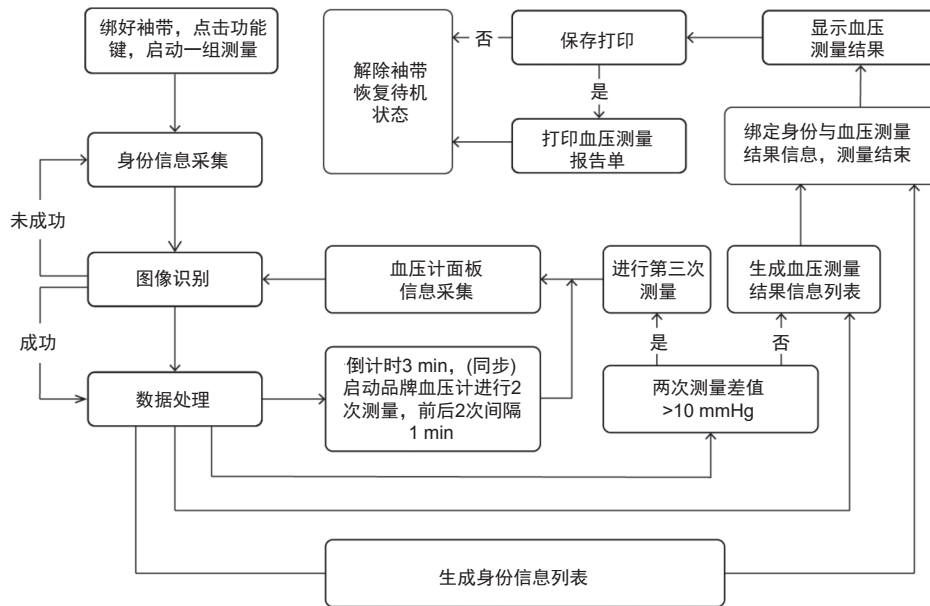 绑好袖带，点击功能
键，启动一组测量
身份信息采集
未成功
图像识别
成功
数据处理
倒计时3 min，(同步)
启动品牌血压计进行2
次测量，前后2次间隔
1 min
血压计面板
信息采集
进行第三次
测量
是
否
两次测量差值
>10 mmHg
生成血压测量
结果信息列表
生成身份信息列表
绑定身份与血压测量
结果信息，测量结束
显示血压
测量结果
保存打印
否
是
打印血压测量
报告单
解除袖带
恢复待机
状态